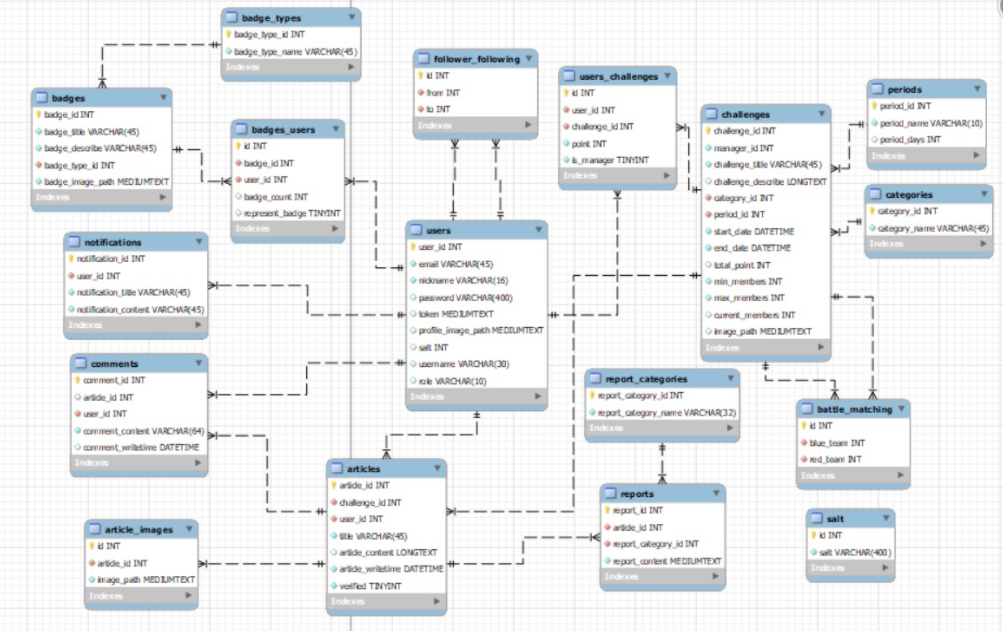 badge_types
badge_type_id INT
badge_type_name VARCHAR(45)
Indexes
badges
badge_id INT
badge_title VARCHAR(45)
badge_describe VARCHAR(45)
badge_type_id INT
badge_image_path MEDIUMTEXT
Indexes
badges_users
id INT
badge_id INT
user_id INT
badge_count INT
represent_badge TINYINT
Indexes
follower_following
id INT
from INT
to INT
Indexes
users_challenges
id INT
user_id INT
challenge_id INT
point INT
is_manager TINYINT
Indexes
challenges
challenge_id INT
manager_id INT
challenge_title VARCHAR(45)
challenge_describe LONGTEXT
category_id INT
period_id INT
start_date DATETIME
end_date DATETIME
total_point INT
min_members INT
max_members INT
current_members INT
image_path MEDIUMTEXT
Indexes
periods
period_id INT
period_name VARCHAR(10)
period_days INT
Indexes
categories
category_id INT
category_name VARCHAR(45)
Indexes
notifications
notification_id INT
user_id INT
notification_title VARCHAR(45)
notification_content VARCHAR(45)
Indexes
users
user_id INT
email VARCHAR(45)
nickname VARCHAR(16)
password VARCHAR(400)
token MEDIUMTEXT
profile_image_path MEDIUMTEXT
salt INT
username VARCHAR(30)
role VARCHAR(10)
Indexes
comments
comment_id INT
article_id INT
user_id INT
comment_content VARCHAR(64)
comment_writetime DATETIME
Indexes
report_categories
report_category_id INT
report_category_name VARCHAR(32)
Indexes
battle_matching
id INT
blue_team INT
red_team INT
Indexes
articles
article_id INT
challenge_id INT
user_id INT
title VARCHAR(45)
article_content LONGTEXT
article_writetime DATETIME
verified TINYINT
Indexes
reports
report_id INT
article_id INT
report_category_id INT
report_content MEDIUMTEXT
Indexes
article_images
id INT
article_id INT
image_path MEDIUMTEXT
Indexes
salt
id INT
salt VARCHAR(400)
Indexes